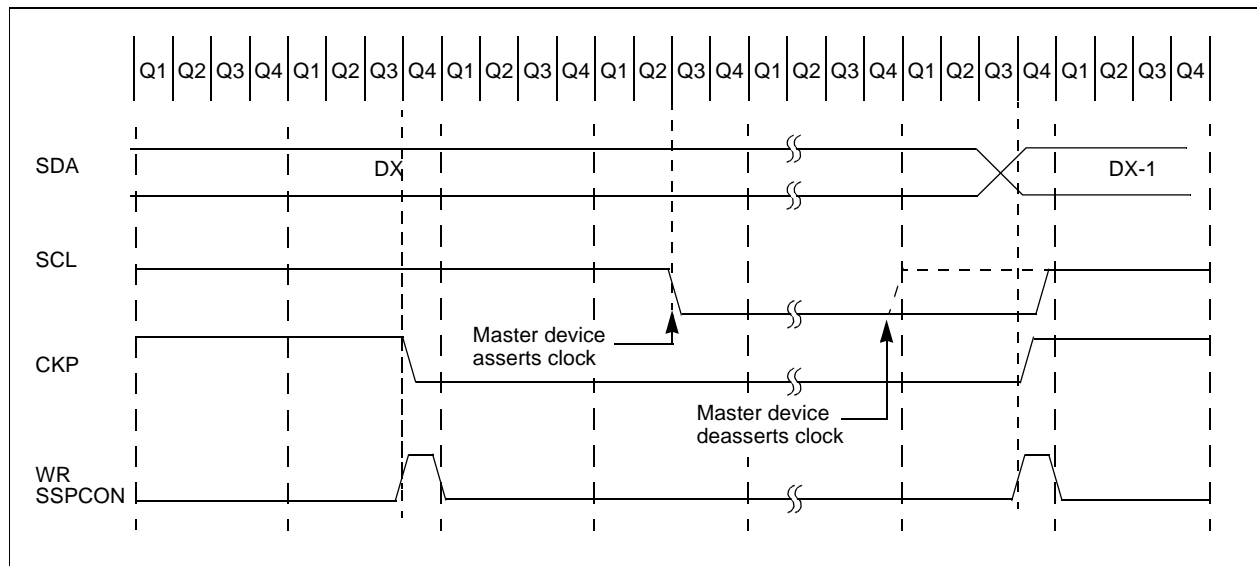 Q1 Q2 Q3 Q4 Q1 Q2 Q3 Q4 Q1 Q2 Q3 Q4 Q1 Q2 Q3 Q4 Q1 Q2 Q3 Q4 Q1 Q2 Q3 Q4 Q1 Q2 Q3 Q4
SDA
DX
DX-1
SCL
Master device
asserts clock
CKP
Master device
deasserts clock
WR
SSPCON